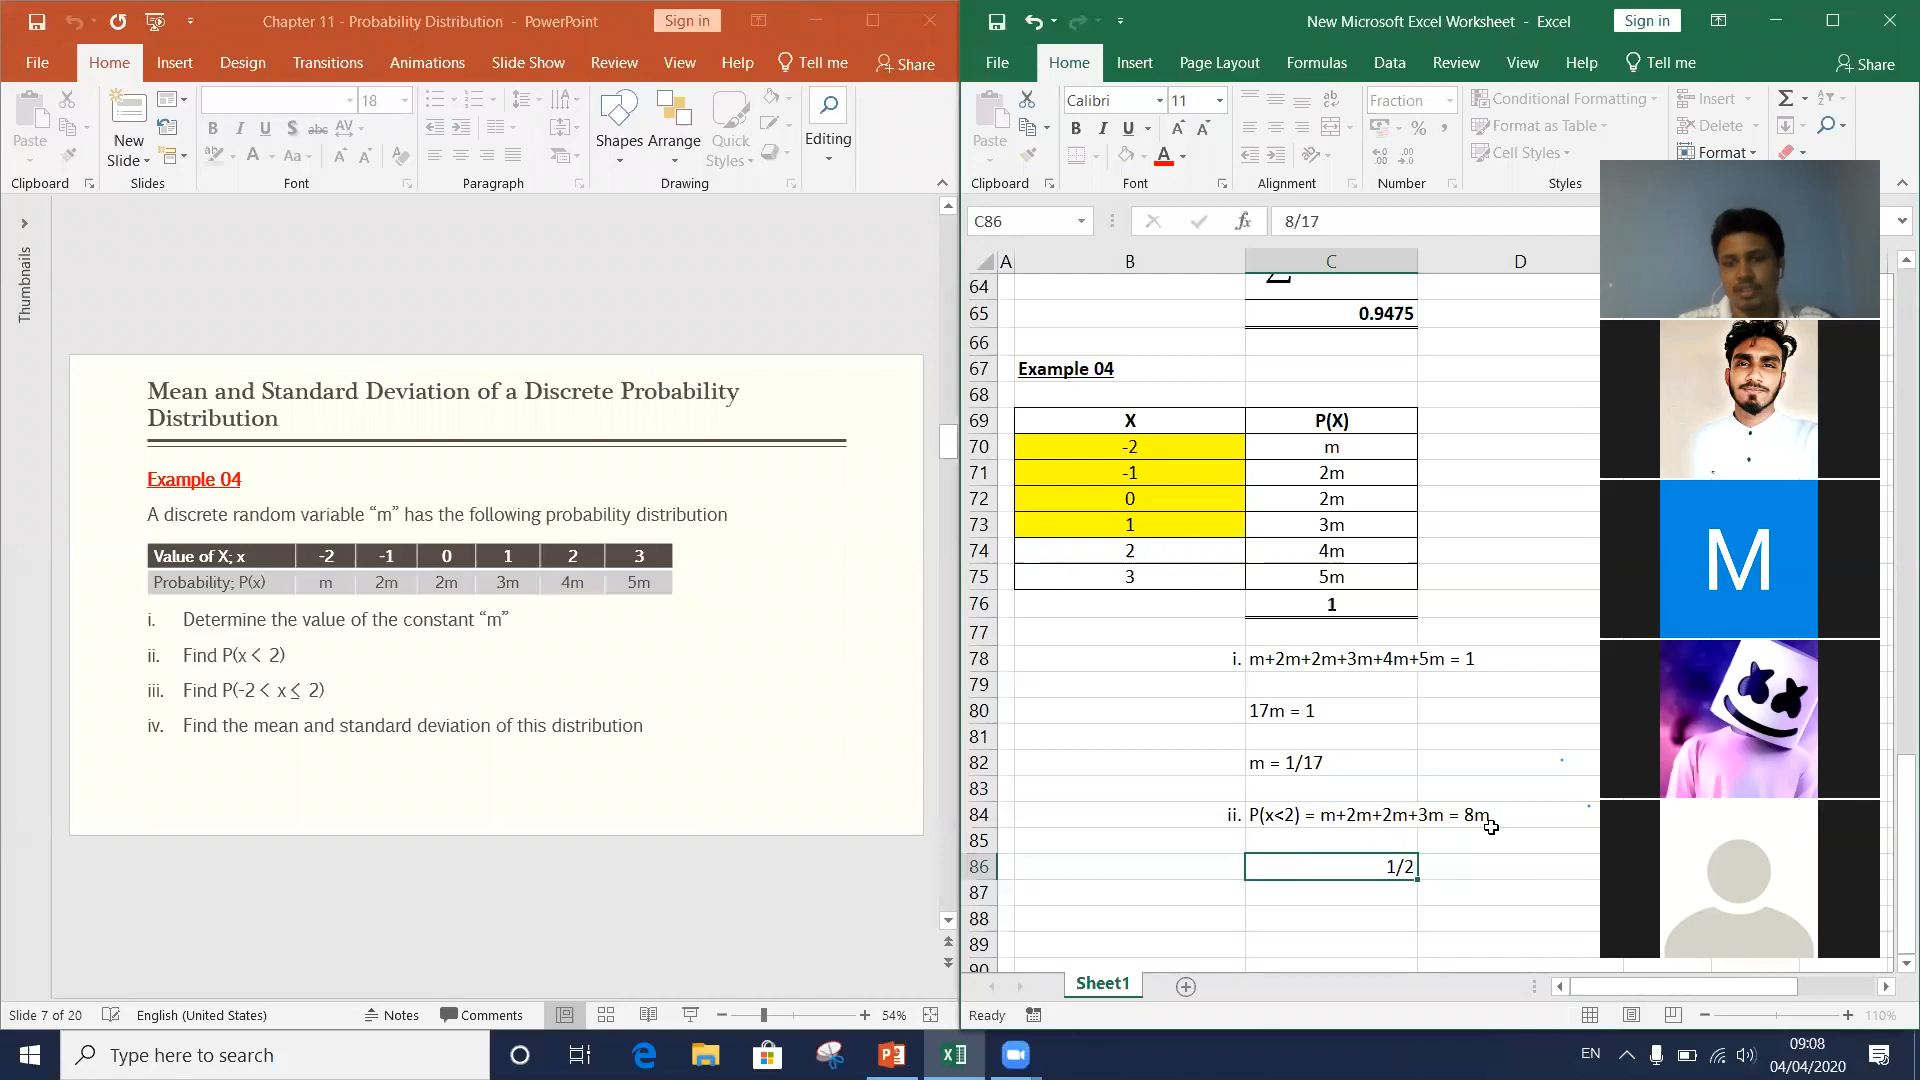 Chapter 11 - Probability Distribution - PowerPoint
Sign in
File Home Insert Design Transitions Animations Slide Show Review View Help Tell me Share
Paste
New Slide
18
Shapes Arrange Quick Styles
Editing
Clipboard Slides Font Paragraph Drawing
Thumbnails
Mean and Standard Deviation of a Discrete Probability
Distribution
Example 04
A discrete random variable “m” has the following probability distribution
Value of X; x -2 -1 0 1 2 3
Probability; P(x) m 2m 2m 3m 4m 5m
i. Determine the value of the constant “m”
ii. Find P(x < 2)
iii. Find P(-2 < x ≤ 2)
iv. Find the mean and standard deviation of this distribution
Slide 7 of 20 English (United States) Notes Comments 54%
New Microsoft Excel Worksheet - Excel
Sign in
File Home Insert Page Layout Formulas Data Review View Help Tell me Share
Paste
Calibri 11
Fraction
Conditional Formatting
Format as Table
Cell Styles
Insert
Delete
Format
Clipboard Font Alignment Number Styles
C86 fx 8/17
A B C D
64
65 0.9475
66
67 Example 04
68
69 X P(X)
70 -2 m
71 -1 2m
72 0 2m
73 1 3m
74 2 4m
75 3 5m
76 1
77
78 i. m+2m+2m+3m+4m+5m = 1
79
80 17m = 1
81
82 m = 1/17
83
84 ii. P(x<2) = m+2m+2m+3m = 8m
85
86 1/2
87
88
89
90
M
Sheet1
Ready 110%
Type here to search
EN
09:08
04/04/2020